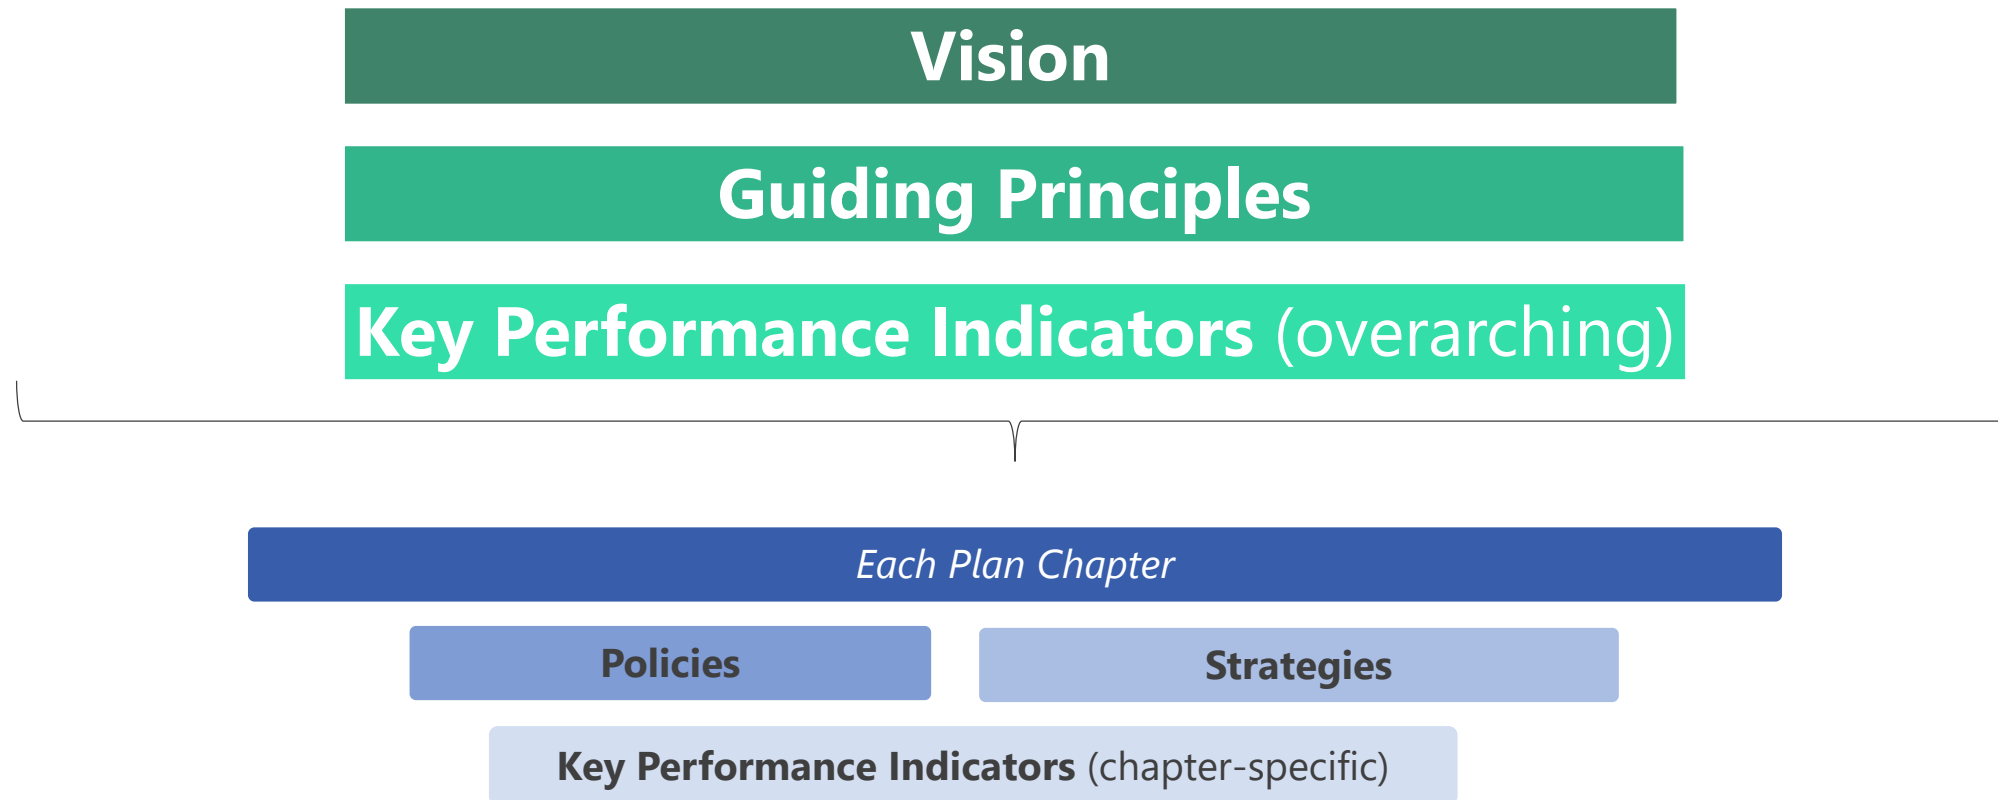 Vision
Guiding Principles
Key Performance Indicators (overarching)
Each Plan Chapter
Policies
Strategies
Key Performance Indicators (chapter-specific)